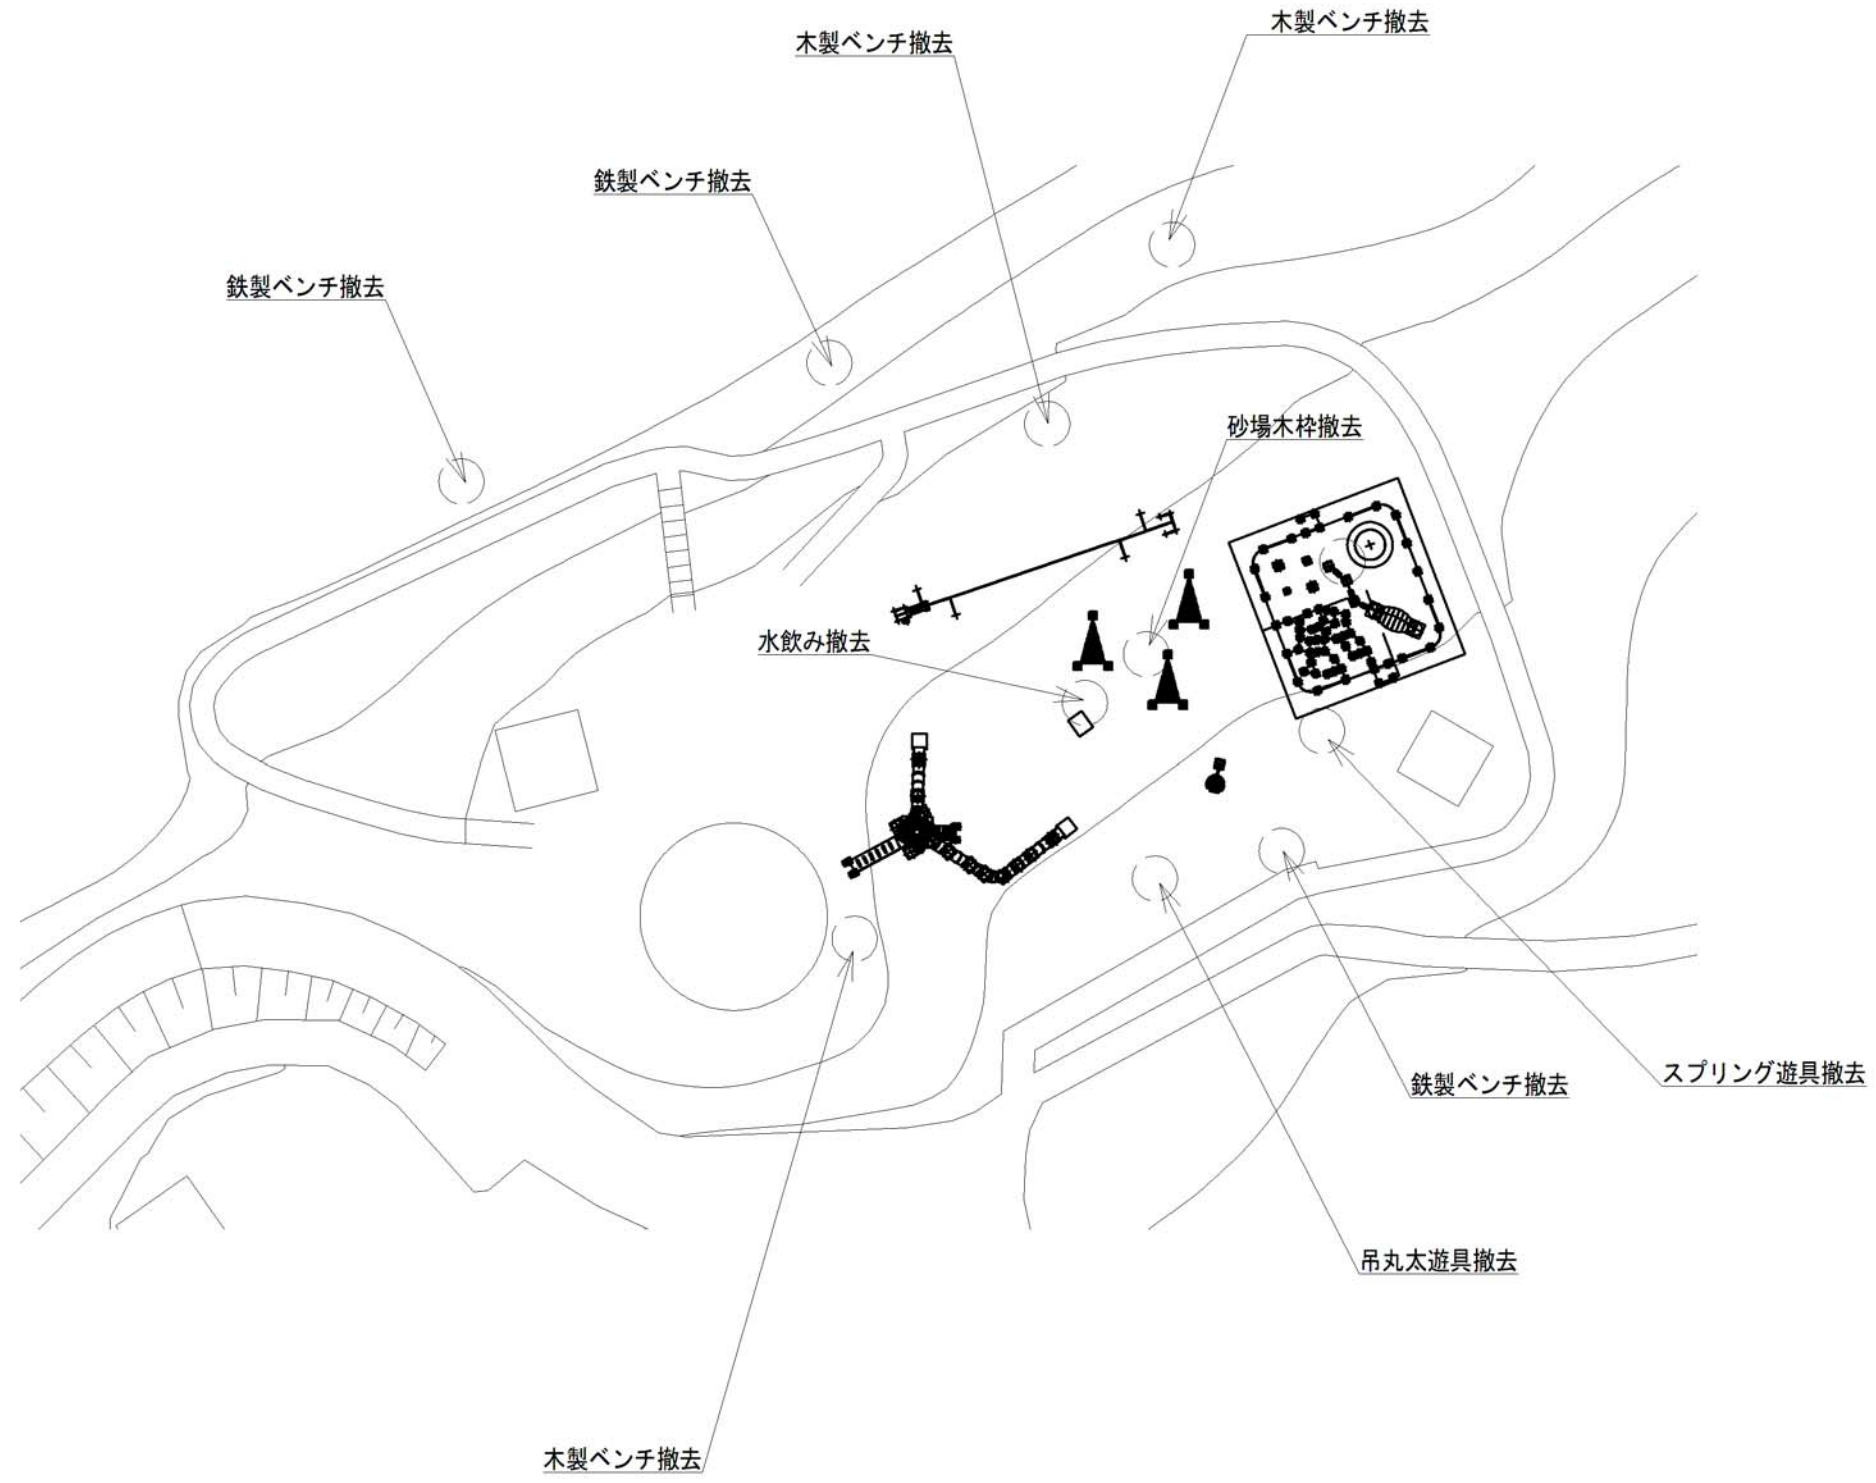 木製ベンチ撤去
木製ベンチ撤去
鉄製ベンチ撤去
鉄製ベンチ撤去
砂場木枠撤去
水飲み撤去
スプリング遊具撤去
鉄製ベンチ撤去
吊丸太遊具撤去
木製ベンチ撤去